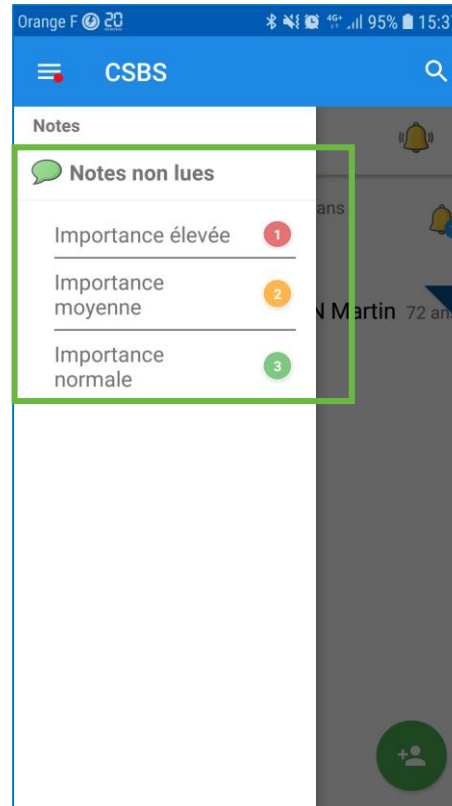 Orange F 20 4G+ 95% 15:37
CSBS
Notes
Notes non lues
ans
Importance élevée 1
Importance
moyenne 2
Martin 72 ans
Importance
normale 3